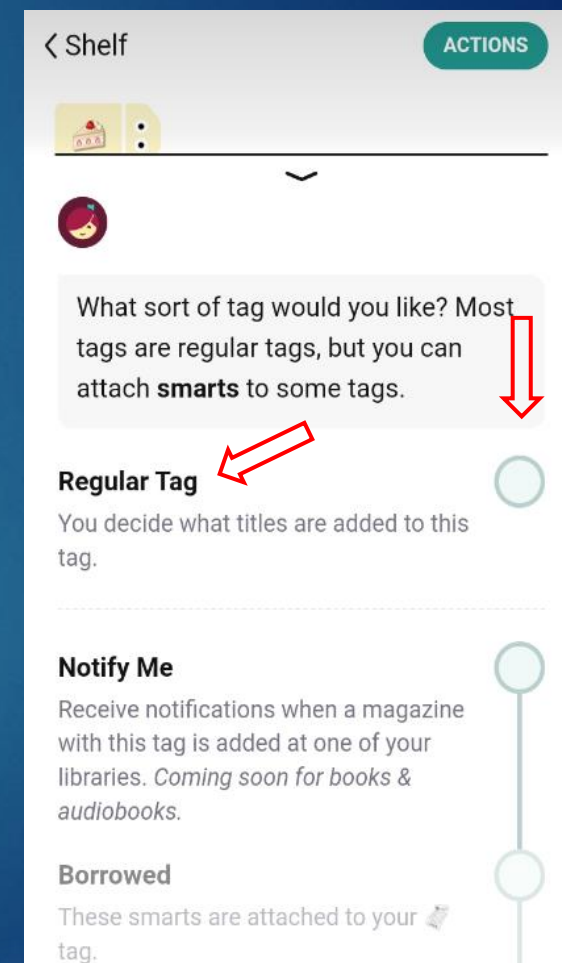 Shelf
ACTIONS
What sort of tag would you like? Most
tags are regular tags, but you can
attach smarts to some tags.
Regular Tag
You decide what titles are added to this
tag.
Notify Me
Receive notifications when a magazine
with this tag is added at one of your
libraries. Coming soon for books &
audiobooks.
Borrowed
These smarts are attached to your
tag.